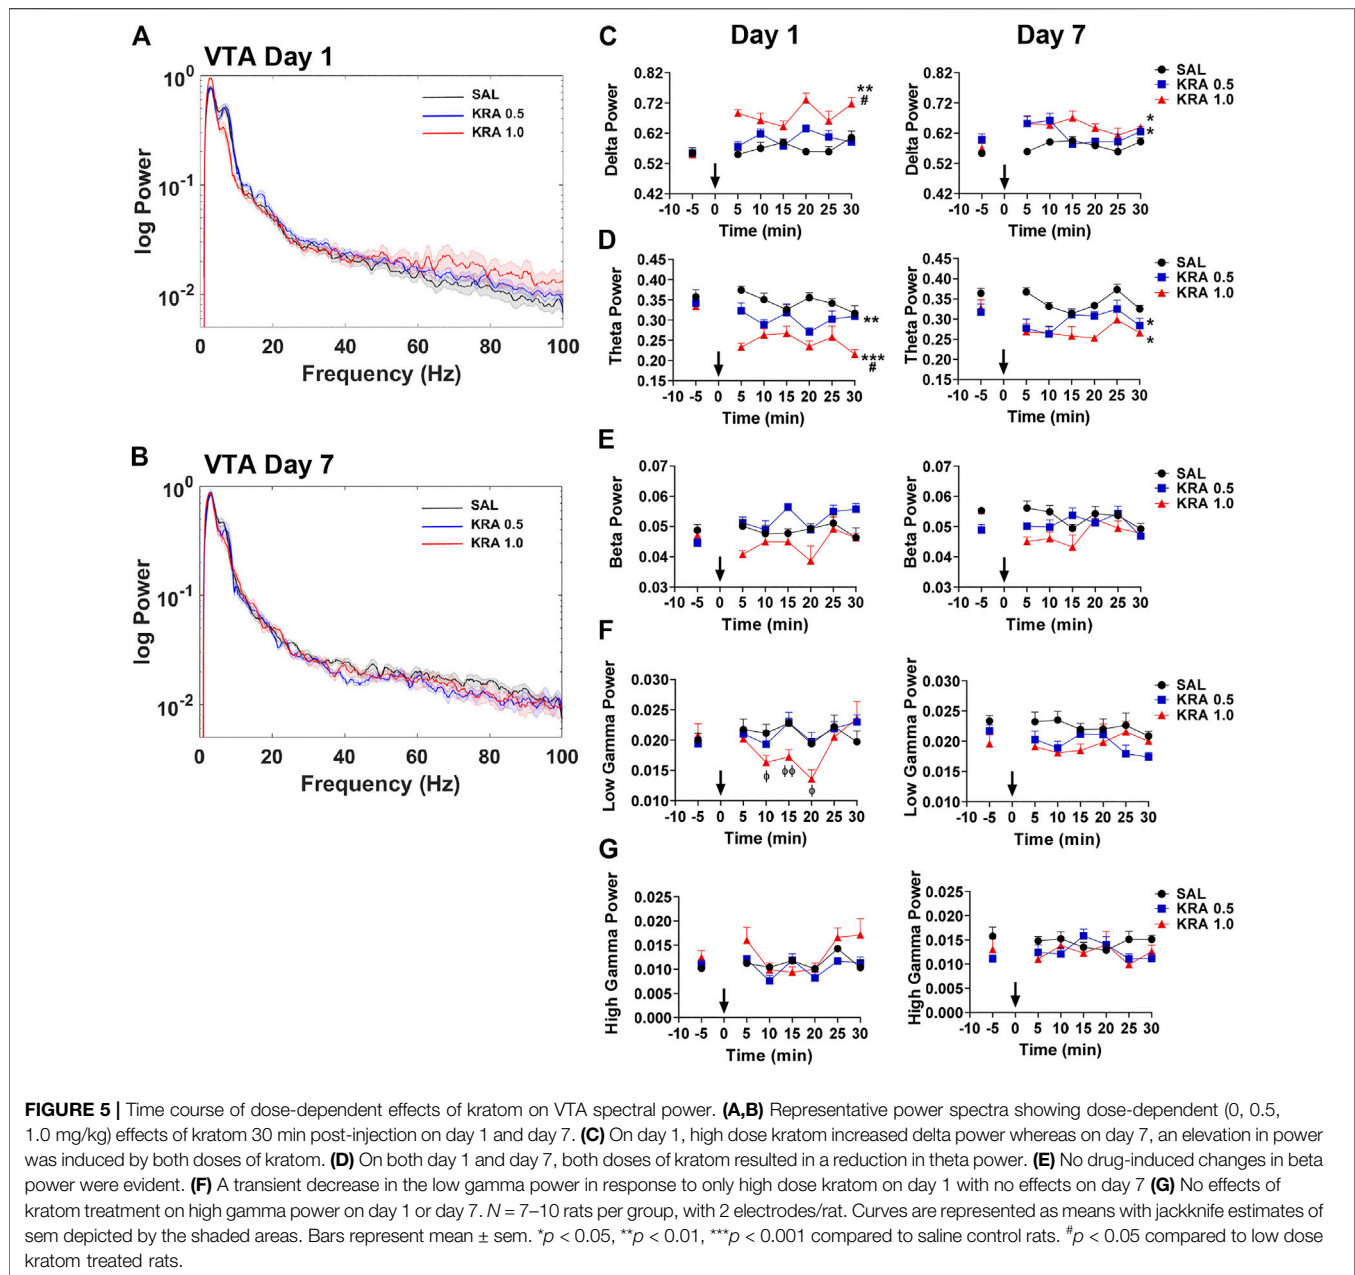 A
VTA Day 1
10^0
10^-1
10^-2
log Power
SAL
KRA 0.5
KRA 1.0
0 20 40 60 80 100
Frequency (Hz)
B
VTA Day 7
10^0
10^-1
10^-2
log Power
SAL
KRA 0.5
KRA 1.0
0 20 40 60 80 100
Frequency (Hz)
C
Day 1
Day 7
0.82
0.72
0.62
0.52
0.42
Delta Power
**
#
-10 -5 0 5 10 15 20 25 30
Time (min)
0.82
0.72
0.62
0.52
0.42
Delta Power
SAL
KRA 0.5
KRA 1.0
*
*
-10 -5 0 5 10 15 20 25 30
Time (min)
D
0.45
0.40
0.35
0.30
0.25
0.20
0.15
Theta Power
**
***
#
-10 -5 0 5 10 15 20 25 30
Time (min)
0.45
0.40
0.35
0.30
0.25
0.20
0.15
Theta Power
SAL
KRA 0.5
KRA 1.0
*
*
-10 -5 0 5 10 15 20 25 30
Time (min)
E
0.07
0.06
0.05
0.04
0.03
Beta Power
-10 -5 0 5 10 15 20 25 30
Time (min)
0.07
0.06
0.05
0.04
0.03
Beta Power
SAL
KRA 0.5
KRA 1.0
-10 -5 0 5 10 15 20 25 30
Time (min)
F
0.030
0.025
0.020
0.015
0.010
Low Gamma Power
ϕ ϕϕ ϕ
-10 -5 0 5 10 15 20 25 30
Time (min)
0.030
0.025
0.020
0.015
0.010
Low Gamma Power
SAL
KRA 0.5
KRA 1.0
-10 -5 0 5 10 15 20 25 30
Time (min)
G
0.025
0.020
0.015
0.010
0.005
0.000
High Gamma Power
-10 -5 0 5 10 15 20 25 30
Time (min)
0.025
0.020
0.015
0.010
0.005
0.000
High Gamma Power
SAL
KRA 0.5
KRA 1.0
-10 -5 0 5 10 15 20 25 30
Time (min)
FIGURE 5 | Time course of dose-dependent effects of kratom on VTA spectral power. (A,B) Representative power spectra showing dose-dependent (0, 0.5,
1.0 mg/kg) effects of kratom 30 min post-injection on day 1 and day 7. (C) On day 1, high dose kratom increased delta power whereas on day 7, an elevation in power
was induced by both doses of kratom. (D) On both day 1 and day 7, both doses of kratom resulted in a reduction in theta power. (E) No drug-induced changes in beta
power were evident. (F) A transient decrease in the low gamma power in response to only high dose kratom on day 1 with no effects on day 7 (G) No effects of
kratom treatment on high gamma power on day 1 or day 7. N = 7–10 rats per group, with 2 electrodes/rat. Curves are represented as means with jackknife estimates of
sem depicted by the shaded areas. Bars represent mean ± sem. *p < 0.05, **p < 0.01, ***p < 0.001 compared to saline control rats. #p < 0.05 compared to low dose
kratom treated rats.